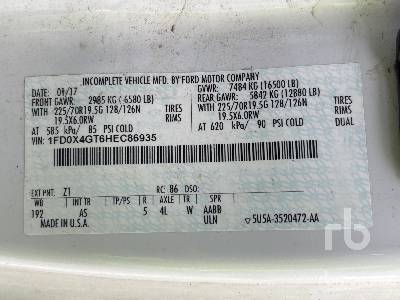 INCOMPLETE VEHICLE MFD. BY FORD MOTOR COMPANY
09/17 GVWR: 7484 KG (16500 LB)
FRONT GAWR: 2985 KG (6580 LB) REAR GAWR: 5842 KG (12880 LB)
WITH 225/70R19.5G 128/126N TIRES WITH 225/70R19.5G 128/126N TIRES
19.5X6.0RW RIMS 19.5X6.0RW RIMS
AT 585 kPa/ 85 PSI COLD AT 620 kPa/ 90 PSI COLD DUAL
VIN: 1FD0X4GT6HEC86935
EXT PNT: Z1 RC: 86 DSO:
WB INT TR TP/PS R AXLE TR SPR
192 AS 5 4L W AABB
MADE IN U.S.A. ULN 5U5A-3520472-AA
rb